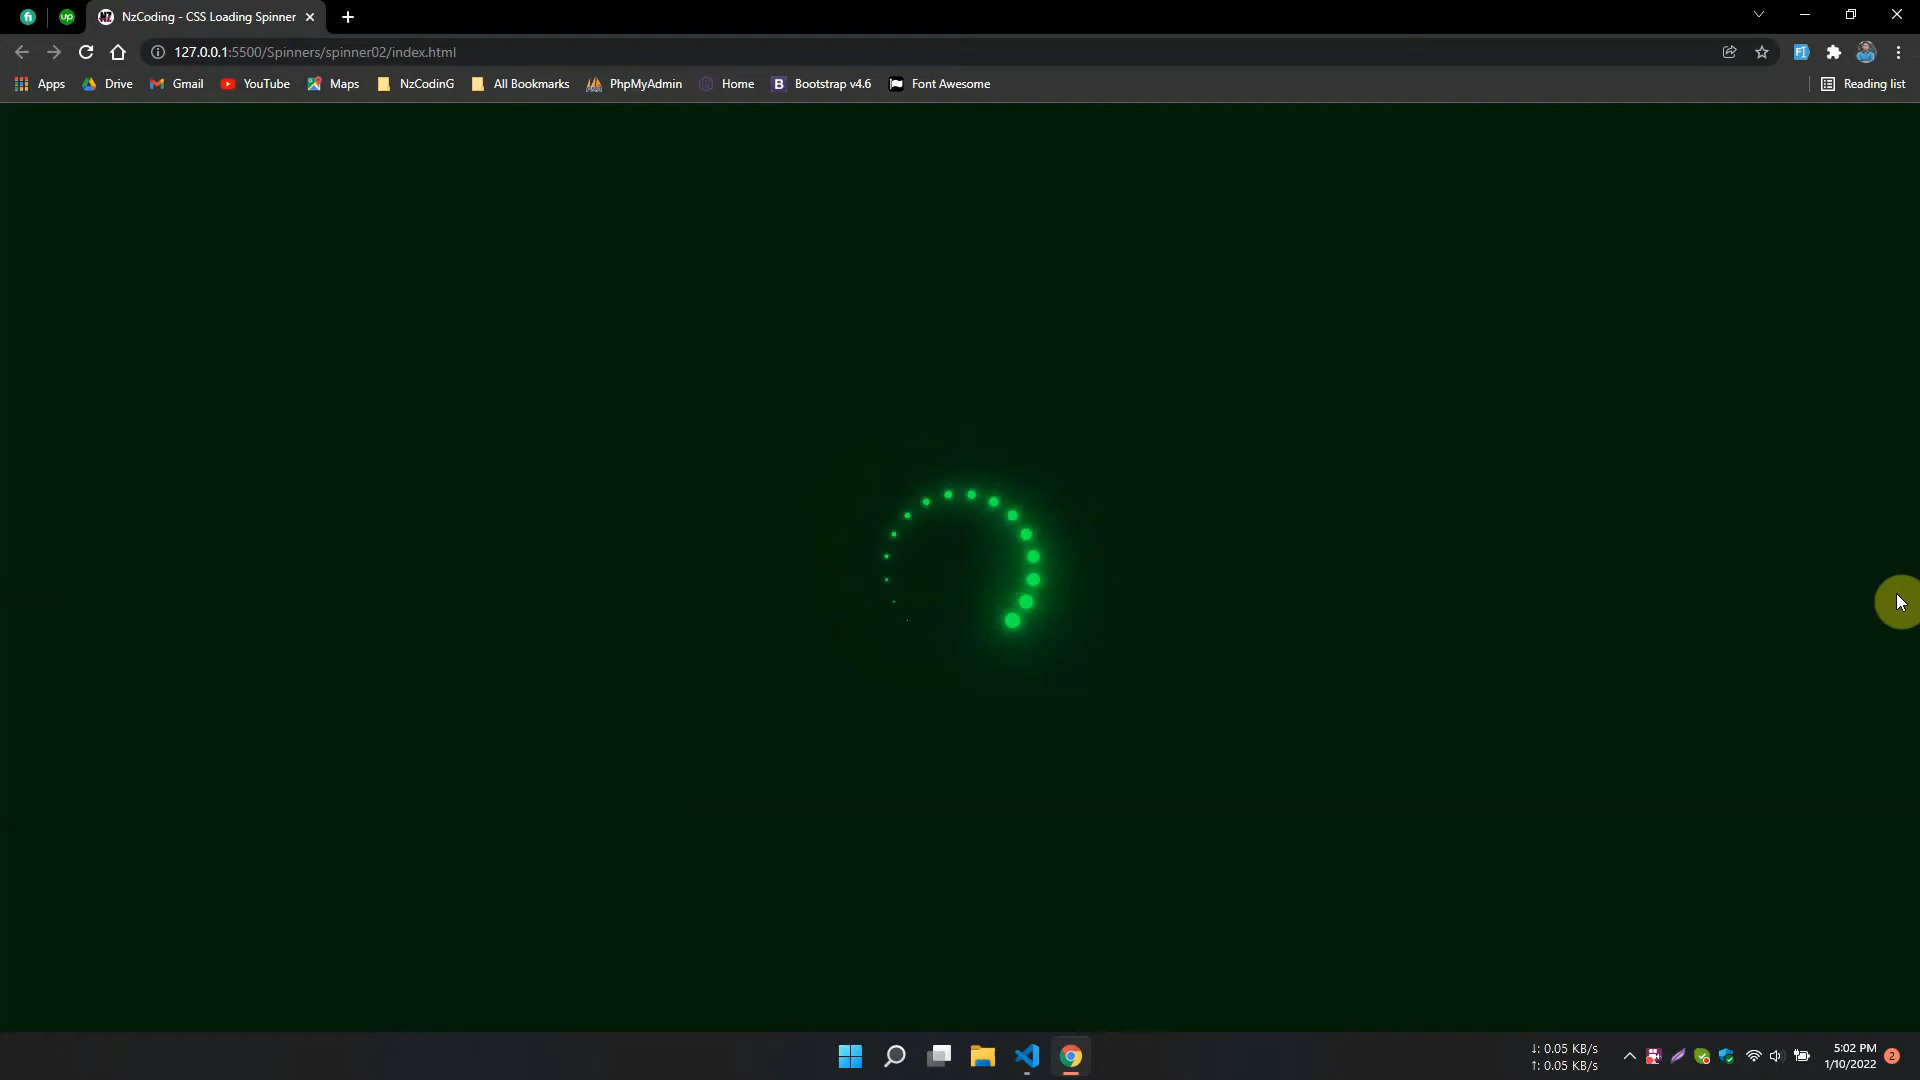 fi
up
NzCoding - CSS Loading Spinner
127.0.0.1:5500/Spinners/spinner02/index.html
Apps Drive Gmail YouTube Maps NzCodinG All Bookmarks PhpMyAdmin Home B Bootstrap v4.6 Font Awesome Reading list
↓: 0.05 KB/s
↑: 0.05 KB/s
5:02 PM
1/10/2022
2